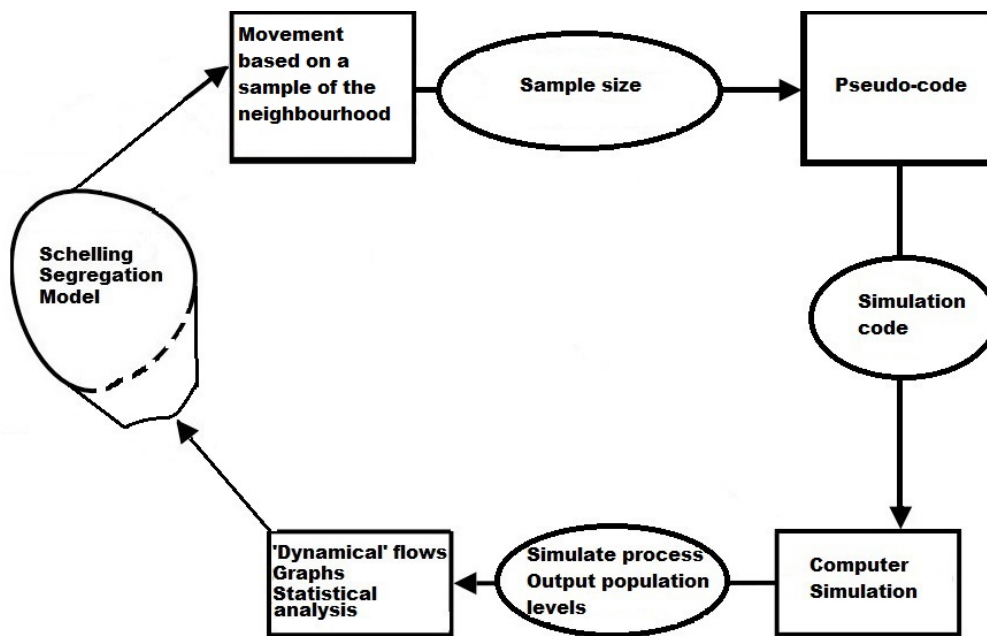 Movement
based on a
sample of the
neighbourhood
Sample size
Pseudo-code
Schelling
Segregation
Model
Simulation
code
'Dynamical' flows
Graphs
Statistical
analysis
Simulate process
Output population
levels
Computer
Simulation